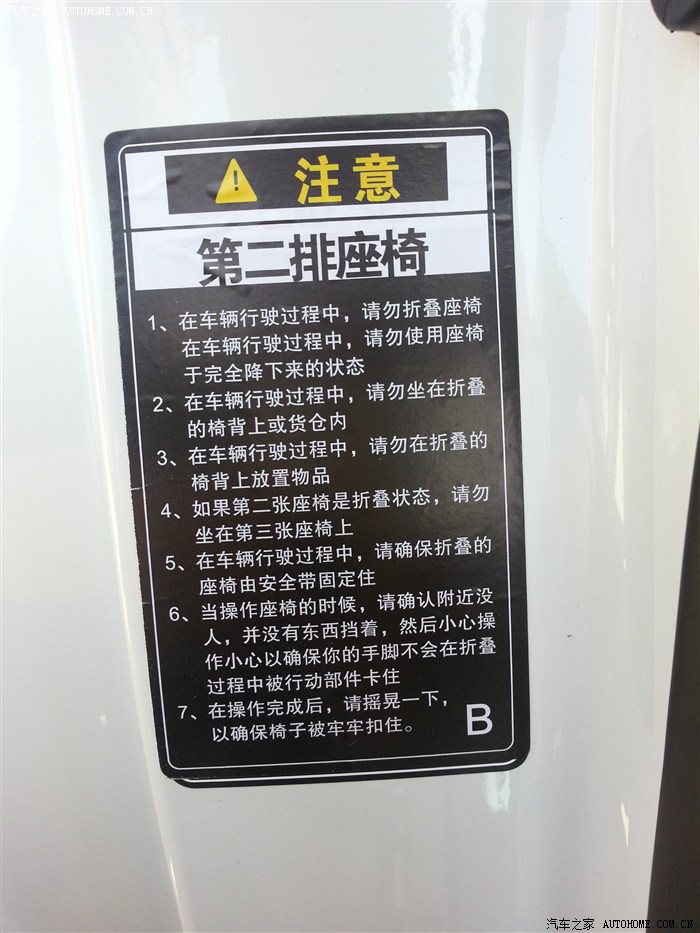 汽车之家 AUTOHOME.COM.CN
注意
第二排座椅
1、在车辆行驶过程中，请勿折叠座椅
在车辆行驶过程中，请勿使用座椅
于完全降下来的状态
2、在车辆行驶过程中，请勿坐在折叠
的椅背上或货仓内
3、在车辆行驶过程中，请勿在折叠的
椅背上放置物品
4、如果第二张座椅是折叠状态，请勿
坐在第三张座椅上
5、在车辆行驶过程中，请确保折叠的
座椅由安全带固定住
6、当操作座椅的时候，请确认附近没
人，并没有东西挡着，然后小心操
作小心以确保你的手脚不会在折叠
过程中被行动部件卡住
7、在操作完成后，请摇晃一下，
以确保椅子被牢牢扣住。
B
汽车之家 AUTOHOME.COM.CN